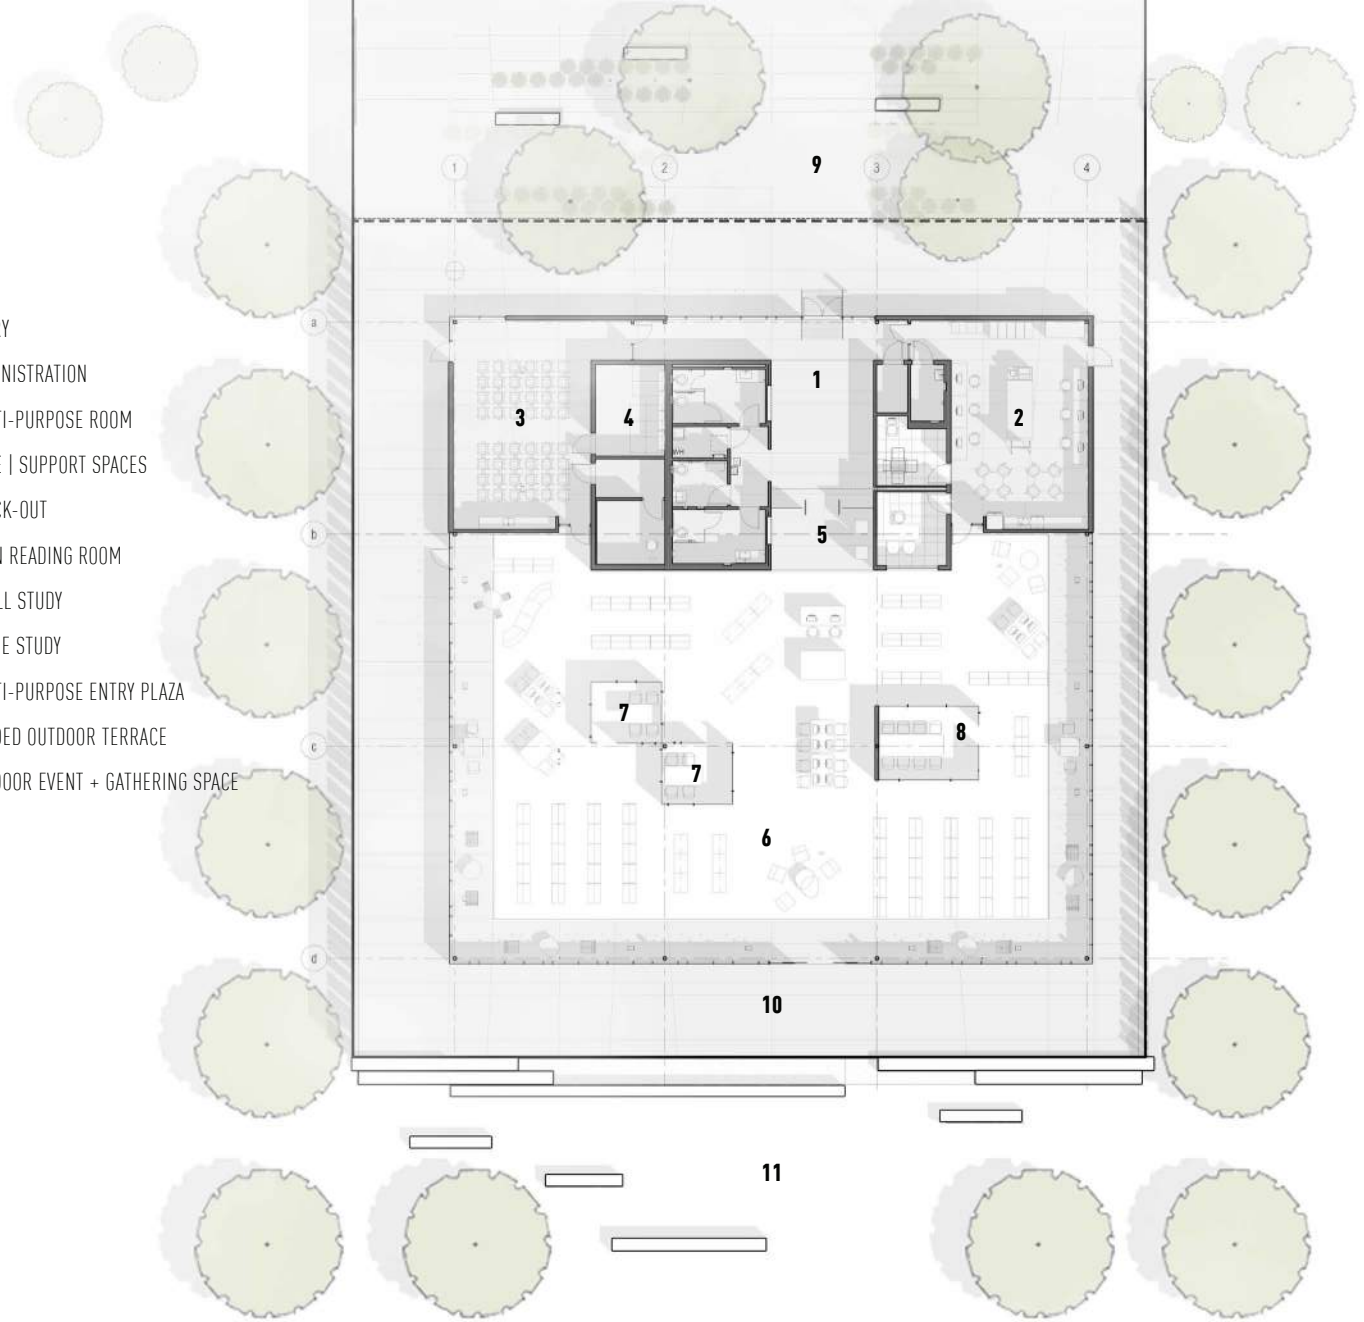 RY
NISTRATION
TI-PURPOSE ROOM
E | SUPPORT SPACES
CK-OUT
N READING ROOM
LL STUDY
E STUDY
TI-PURPOSE ENTRY PLAZA
DED OUTDOOR TERRACE
DOOR EVENT + GATHERING SPACE
9
1
2
3
4
a
1
3
4
2
b
5
7
c
8
7
6
d
10
11